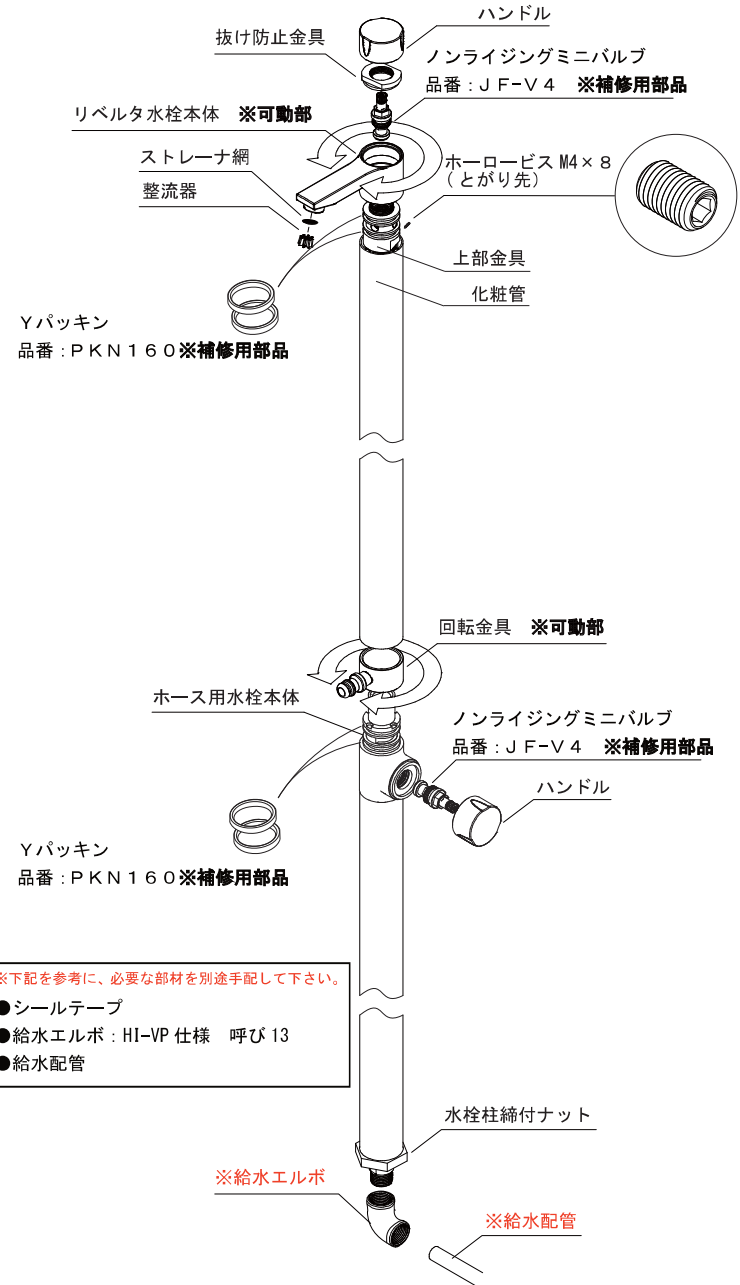 ハンドル
抜け防止金具
ノンライジングミニバルブ
品番：ＪＦ−Ｖ４　※補修用部品
リベルタ水栓本体　※可動部
ストレーナ網
整流器
ホーロービス M4×8
（とがり先）
上部金具
化粧管
Ｙパッキン
品番：ＰＫＮ１６０※補修用部品
回転金具　※可動部
ホース用水栓本体
ノンライジングミニバルブ
品番：ＪＦ−Ｖ４　※補修用部品
ハンドル
Ｙパッキン
品番：ＰＫＮ１６０※補修用部品
※下記を参考に、必要な部材を別途手配して下さい。
●シールテープ
●給水エルボ：HI-VP 仕様　呼び 13
●給水配管
水栓柱締付ナット
※給水エルボ
※給水配管